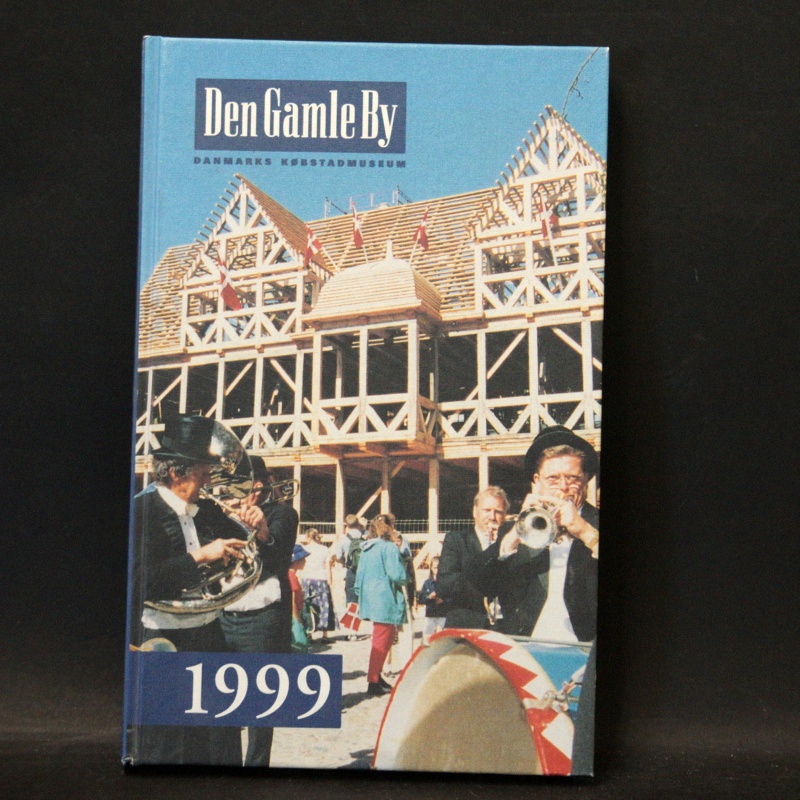 Den Gamle By
DANMARKS KØBSTADMUSEUM
1999